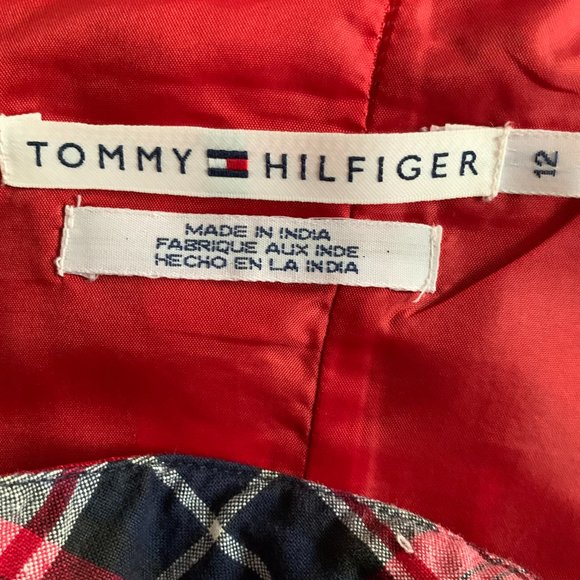 TOMMY HILFIGER
12
MADE IN INDIA
FABRIQUE AUX INDE
HECHO EN LA INDIA